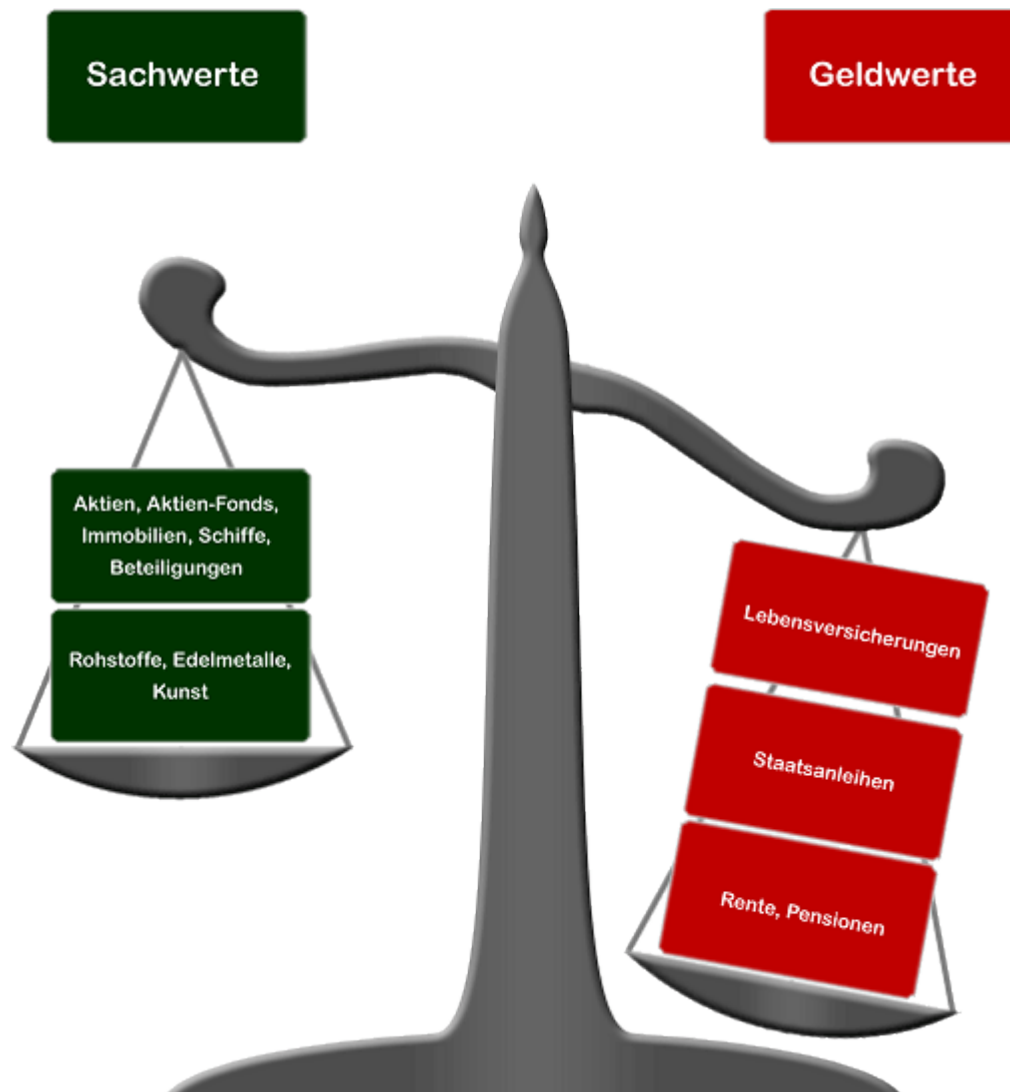 Sachwerte
Geldwerte
Aktien, Aktien-Fonds,
Immobilien, Schiffe,
Beteiligungen
Rohstoffe, Edelmetalle,
Kunst
Lebensversicherungen
Staatsanleihen
Rente, Pensionen